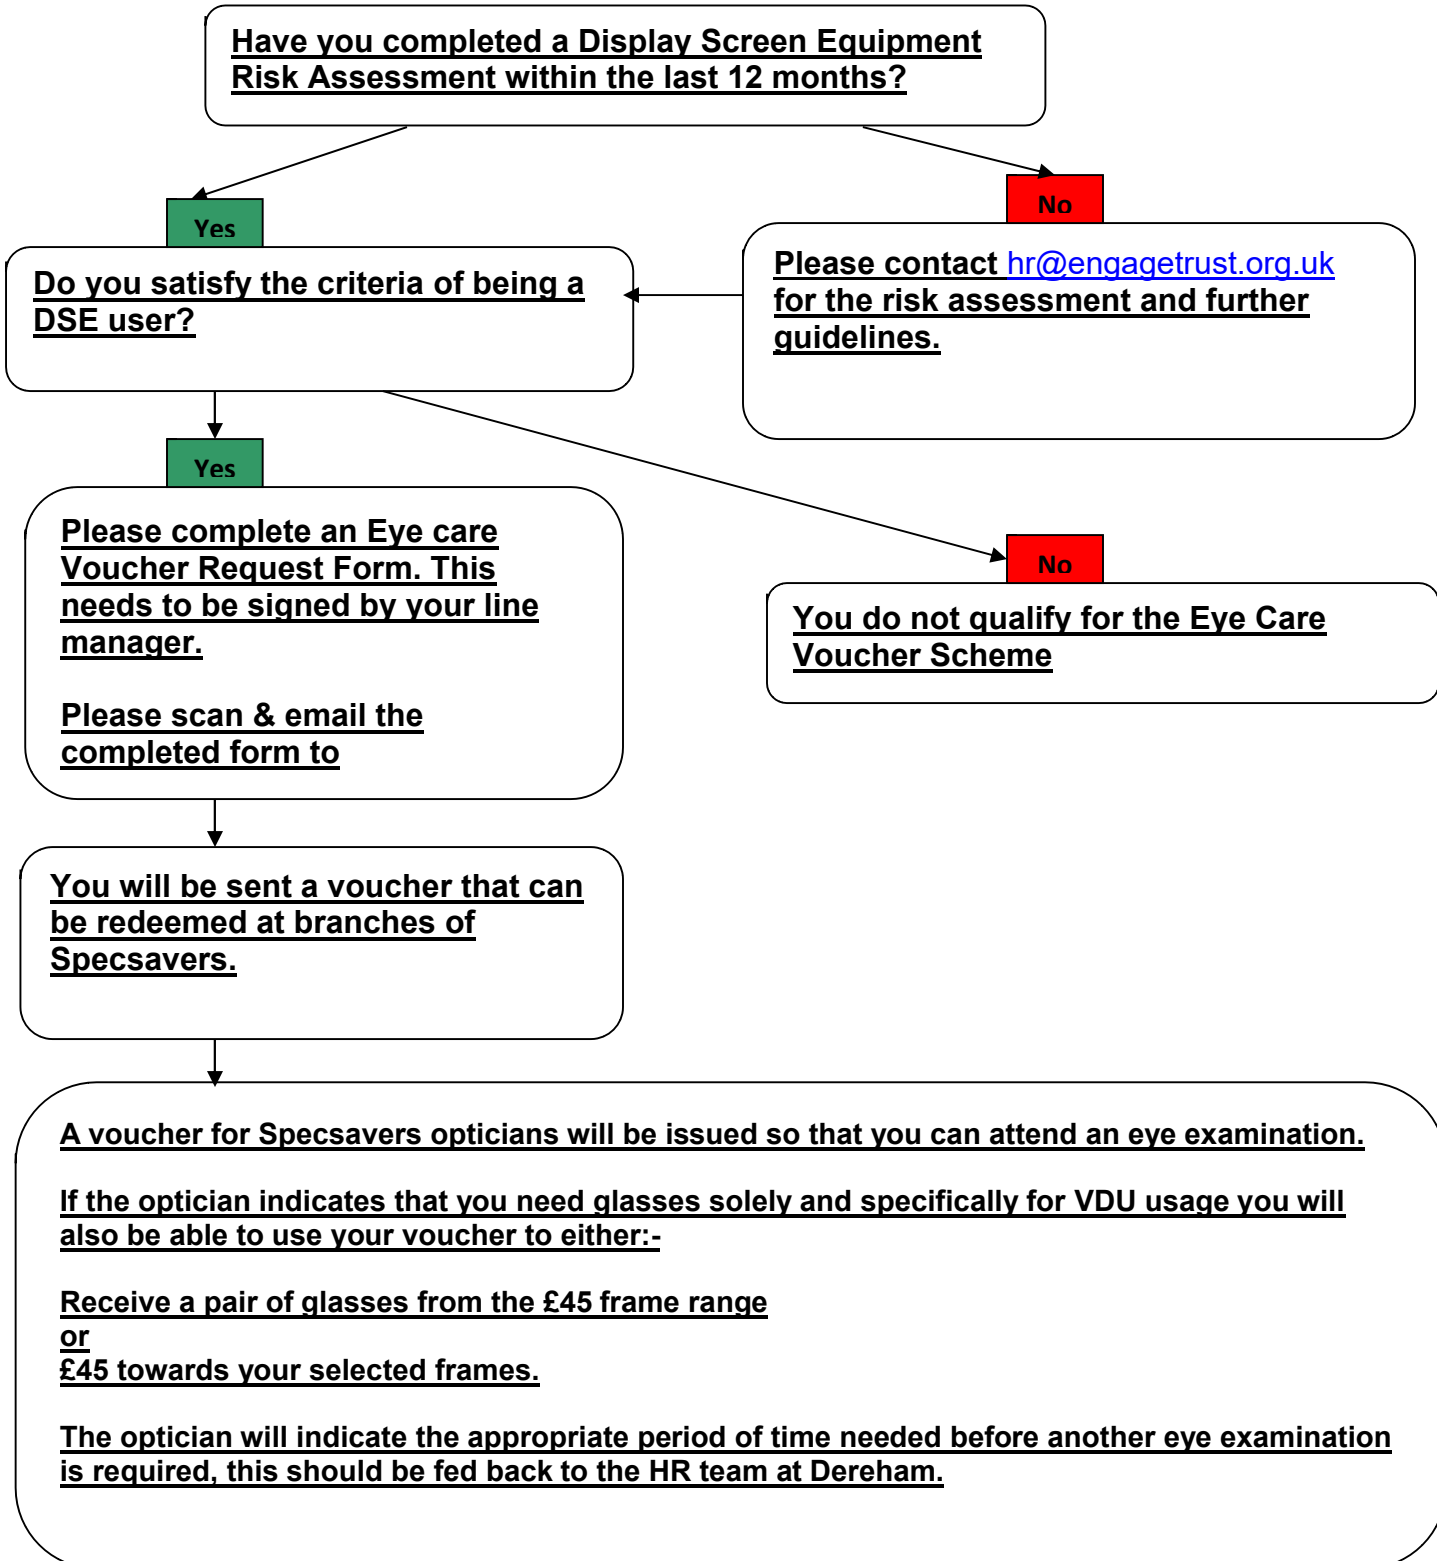 Have you completed a Display Screen Equipment
Risk Assessment within the last 12 months?
Yes
No
Do you satisfy the criteria of being a
DSE user?
Please contact hr@engagetrust.org.uk
for the risk assessment and further
guidelines.
Yes
No
Please complete an Eye care
Voucher Request Form. This
needs to be signed by your line
manager.
Please scan & email the
completed form to
You do not qualify for the Eye Care
Voucher Scheme
You will be sent a voucher that can
be redeemed at branches of
Specsavers.
A voucher for Specsavers opticians will be issued so that you can attend an eye examination.
If the optician indicates that you need glasses solely and specifically for VDU usage you will
also be able to use your voucher to either:-
Receive a pair of glasses from the £45 frame range
or
£45 towards your selected frames.
The optician will indicate the appropriate period of time needed before another eye examination
is required, this should be fed back to the HR team at Dereham.